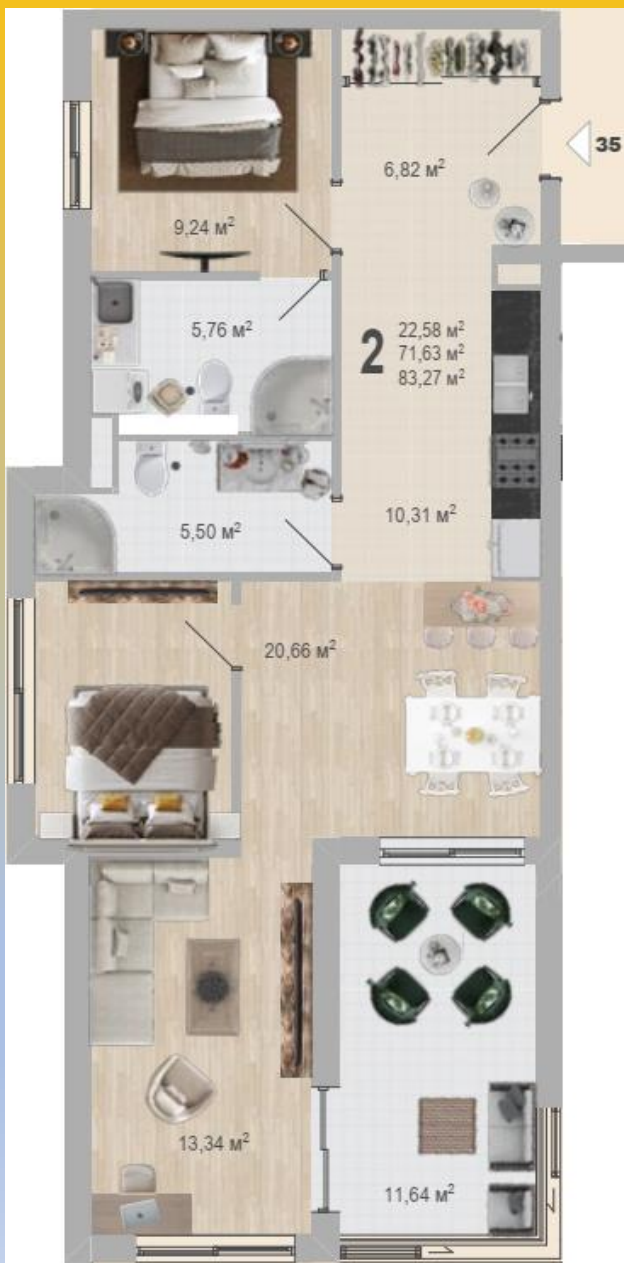 35
6,82 м²
9,24 м²
5,76 м²
2
22,58 м²
71,63 м²
83,27 м²
10,31 м²
5,50 м²
20,66 м²
13,34 м²
11,64 м²